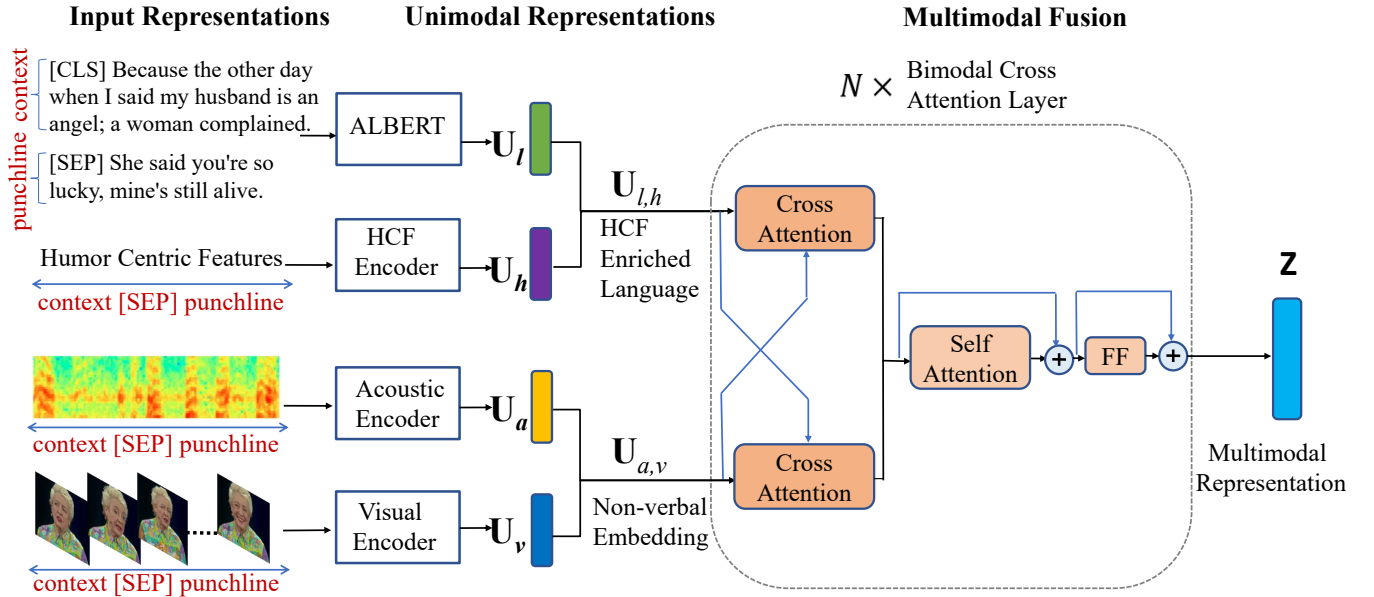 Input Representations
Unimodal Representations
Multimodal Fusion
context
[CLS] Because the other day
when I said my husband is an
angel; a woman complained.
punchline
[SEP] She said you're so
lucky, mine's still alive.
ALBERT
U_l
Humor Centric Features
context [SEP] punchline
HCF
Encoder
U_h
U_{l,h}
HCF
Enriched
Language
context [SEP] punchline
Acoustic
Encoder
U_a
context [SEP] punchline
Visual
Encoder
U_v
U_{a,v}
Non-verbal
Embedding
N ×
Bimodal Cross
Attention Layer
Cross
Attention
Cross
Attention
Self
Attention
+
FF
+
Z
Multimodal
Representation